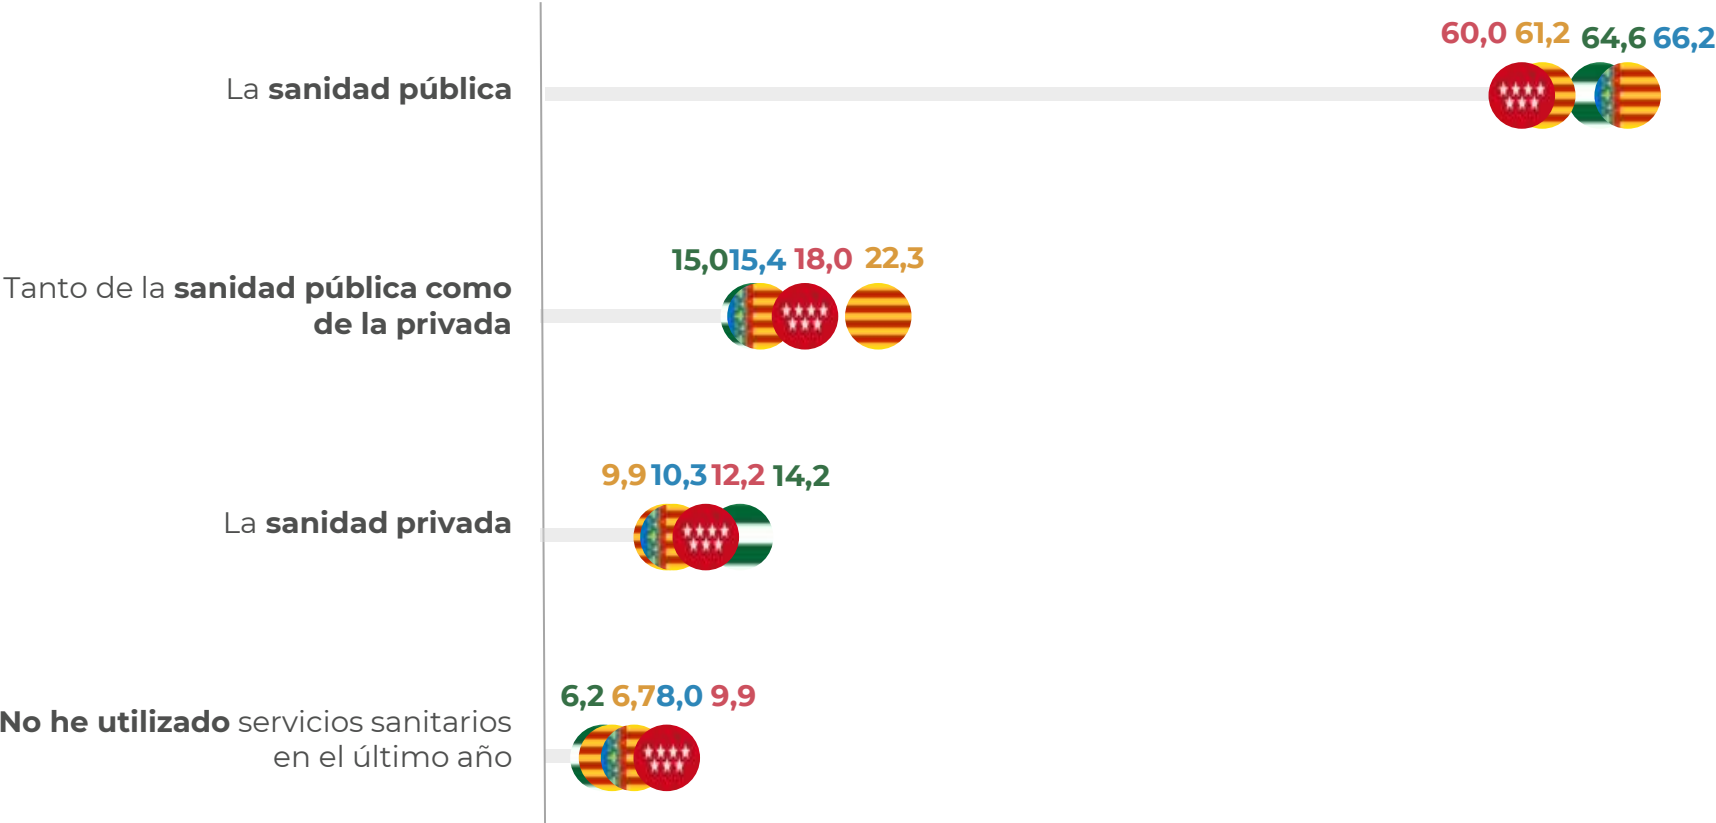 60,0 61,2 64,6 66,2
La sanidad pública
15,0 15,4 18,0 22,3
Tanto de la sanidad pública como
de la privada
9,9 10,3 12,2 14,2
La sanidad privada
6,2 6,7 8,0 9,9
No he utilizado servicios sanitarios
en el último año